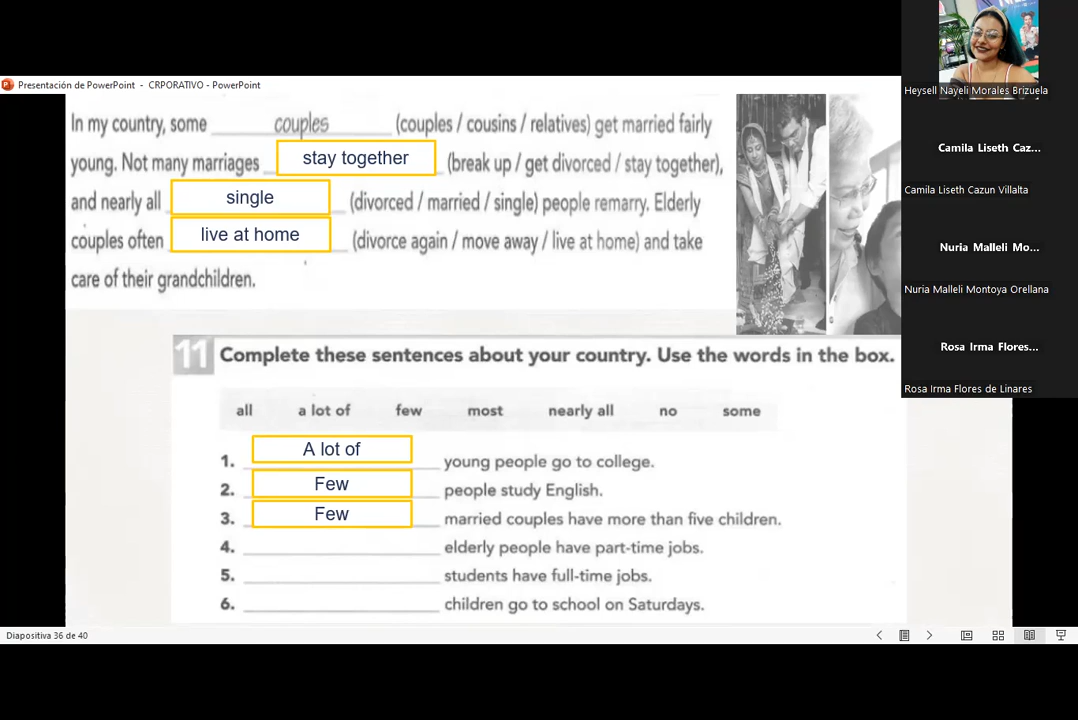 Presentación de PowerPoint - CRPORATIVO - PowerPoint
In my country, some couples (couples / cousins / relatives) get married fairly
young. Not many marriages stay together (break up / get divorced / stay together),
and nearly all single (divorced / married / single) people remarry. Elderly
couples often live at home (divorce again / move away / live at home) and take
care of their grandchildren.
11 Complete these sentences about your country. Use the words in the box.
all a lot of few most nearly all no some
1. A lot of young people go to college.
2. Few people study English.
3. Few married couples have more than five children.
4. elderly people have part-time jobs.
5. students have full-time jobs.
6. children go to school on Saturdays.
Diapositiva 36 de 40
Heysell Nayeli Morales Brizuela
Camila Liseth Caz...
Camila Liseth Cazun Villalta
Nuria Malleli Mo...
Nuria Malleli Montoya Orellana
Rosa Irma Flores...
Rosa Irma Flores de Linares